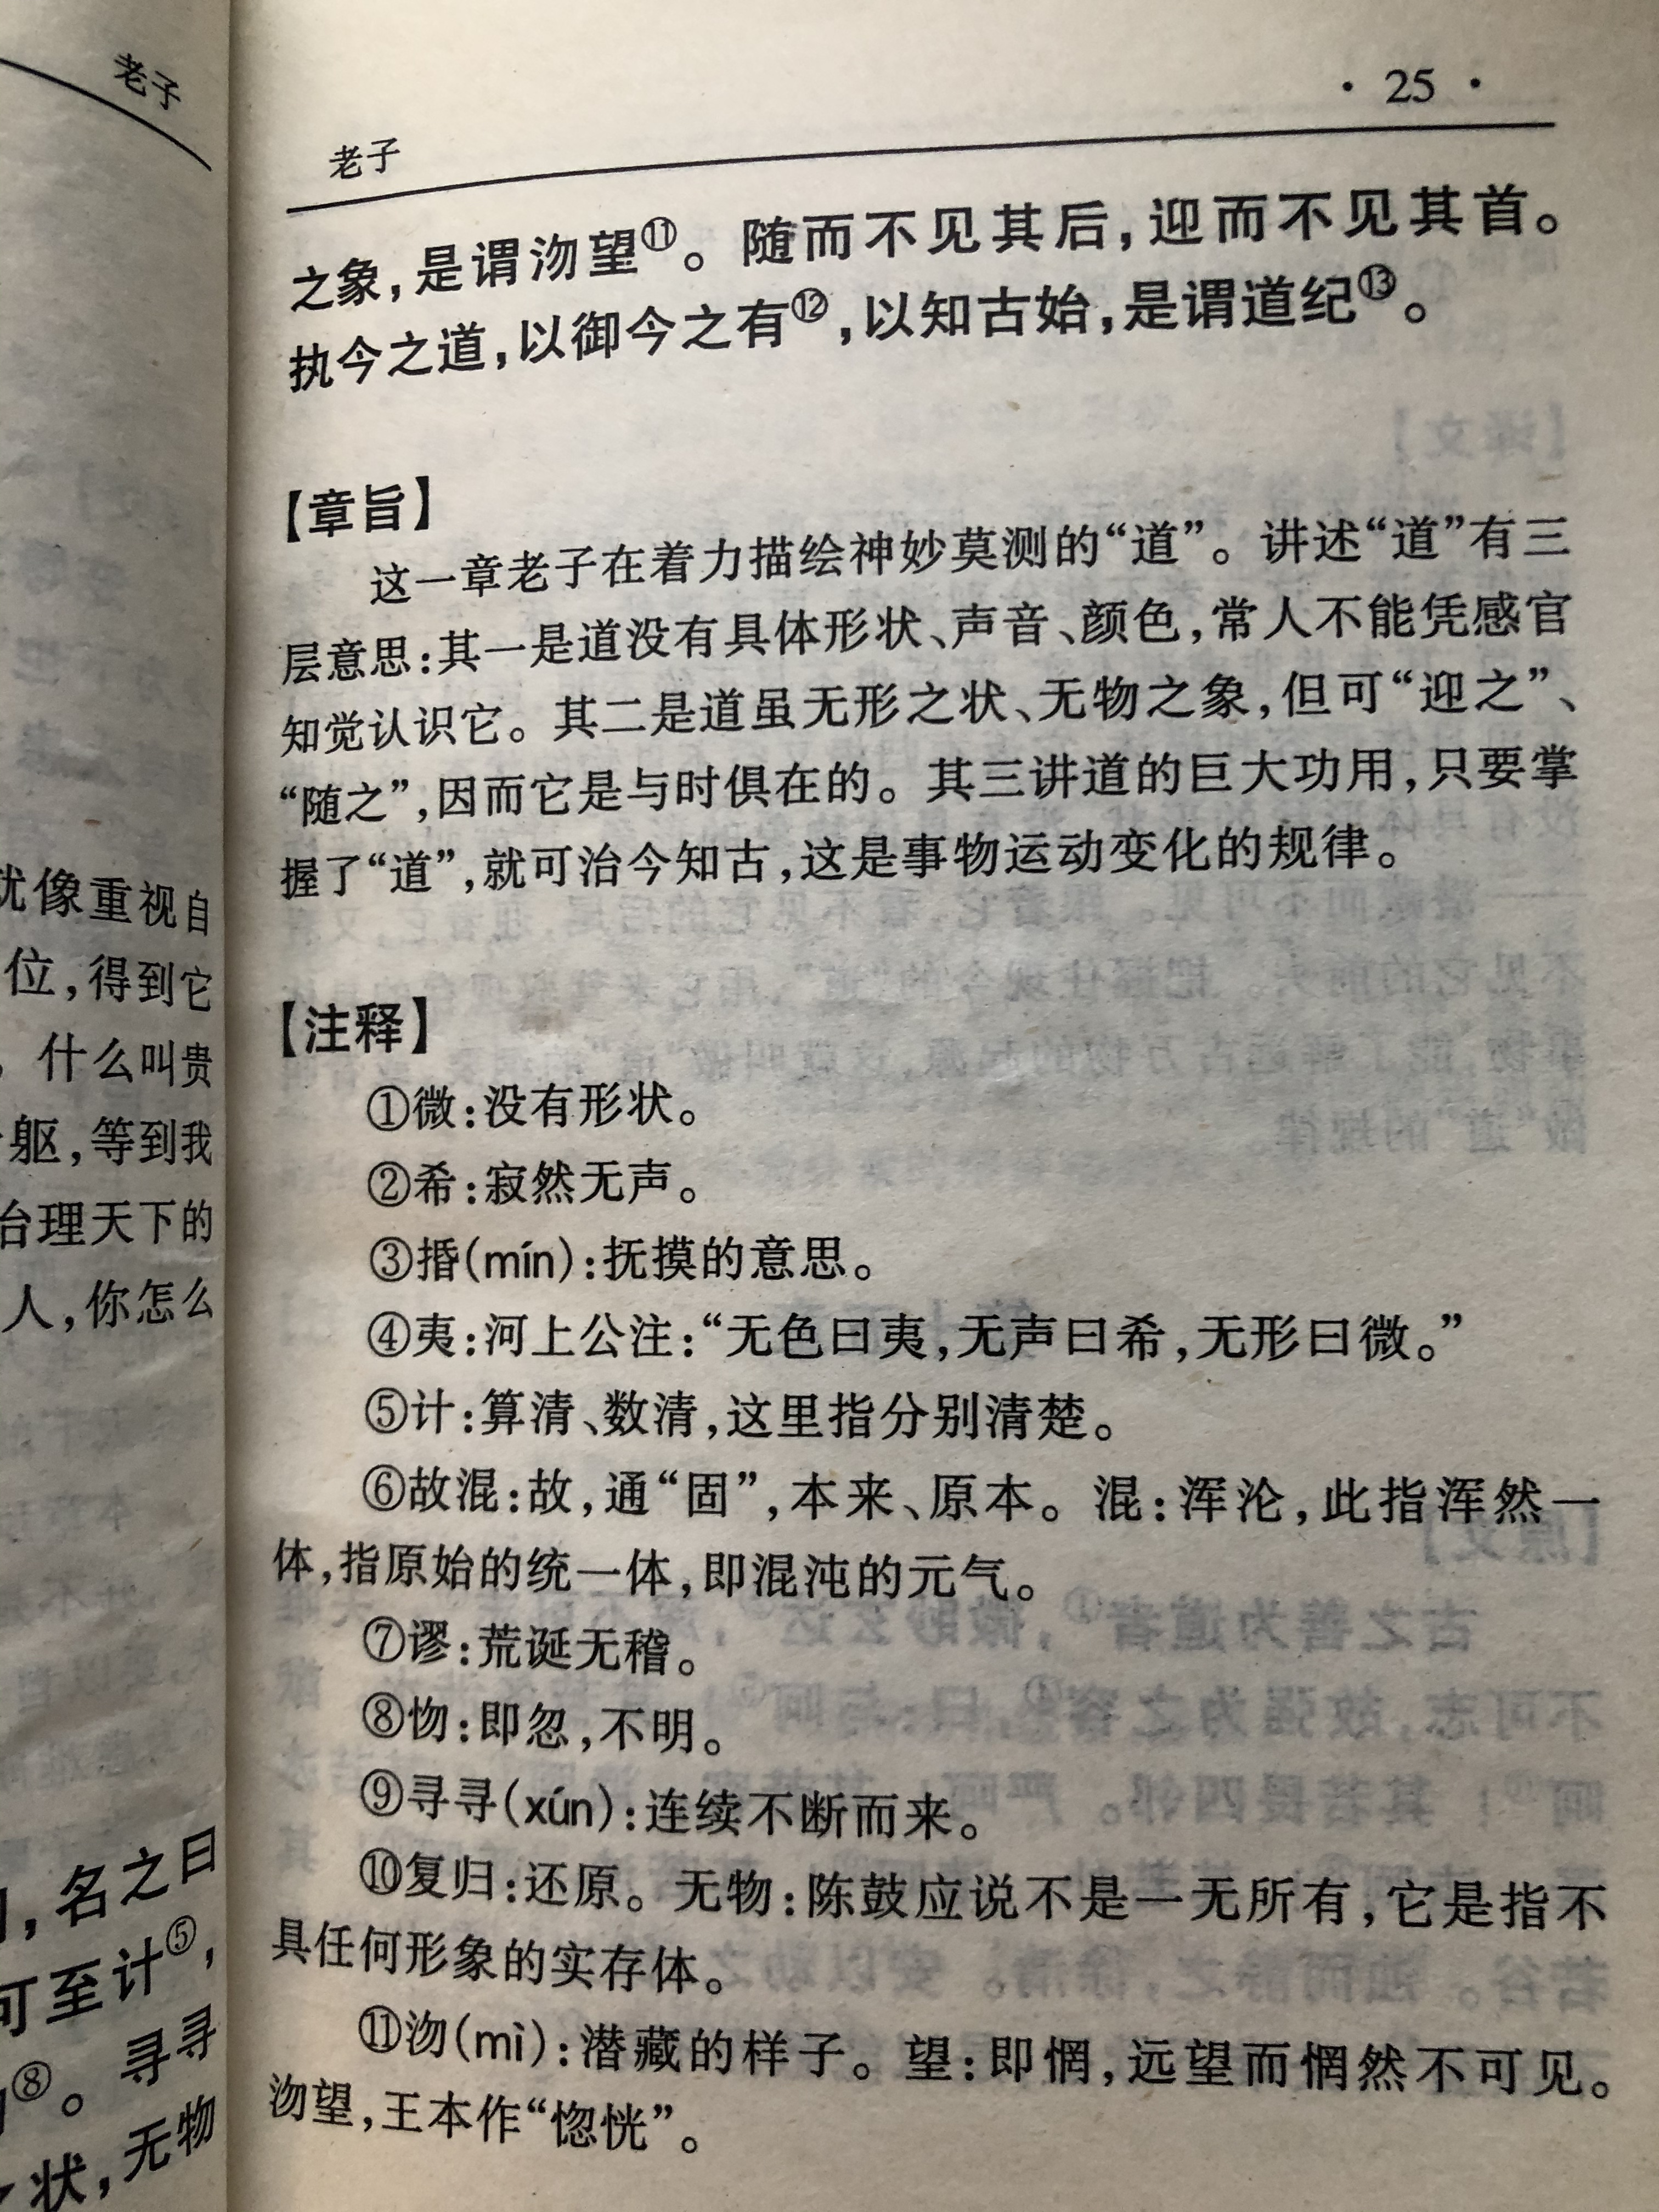 老子
就像重视自
位，得到它
，什么叫贵
躯，等到我
治理天下的
人，你怎么
，名之曰
可至计⑤，
⑧。寻寻
状，无物
·25·
老子
之象，是谓沕望⑪。随而不见其后，迎而不见其首。
执今之道，以御今之有⑫，以知古始，是谓道纪⑬。
【章旨】
这一章老子在着力描绘神妙莫测的“道”。讲述“道”有三
层意思：其一是道没有具体形状、声音、颜色，常人不能凭感官
知觉认识它。其二是道虽无形之状、无物之象，但可“迎之”、
“随之”，因而它是与时俱在的。其三讲道的巨大功用，只要掌
握了“道”，就可治今知古，这是事物运动变化的规律。
【注释】
①微：没有形状。
②希：寂然无声。
③捪(mín)：抚摸的意思。
④夷：河上公注：“无色曰夷，无声曰希，无形曰微。”
⑤计：算清、数清，这里指分别清楚。
⑥故混：故，通“固”，本来、原本。混：浑沦，此指浑然一
体，指原始的统一体，即混沌的元气。
⑦谬：荒诞无稽。
⑧忽：即忽，不明。
⑨寻寻(xún)：连续不断而来。
⑩复归：还原。无物：陈鼓应说不是一无所有，它是指不
具任何形象的实存体。
⑪沕(mì)：潜藏的样子。望：即惘，远望而惘然不可见。
沕望，王本作“惚恍”。